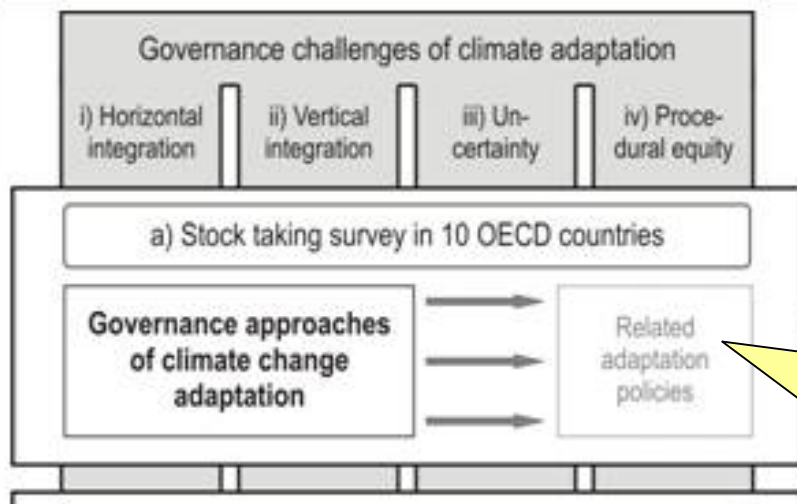 Governance challenges of climate adaptation
i) Horizontal
integration
ii) Vertical
integration
iii) Un-
certainty
iv) Proce-
dural equity
a) Stock taking survey in 10 OECD countries
Governance approaches
of climate change
adaptation
Related
adaptation
policies